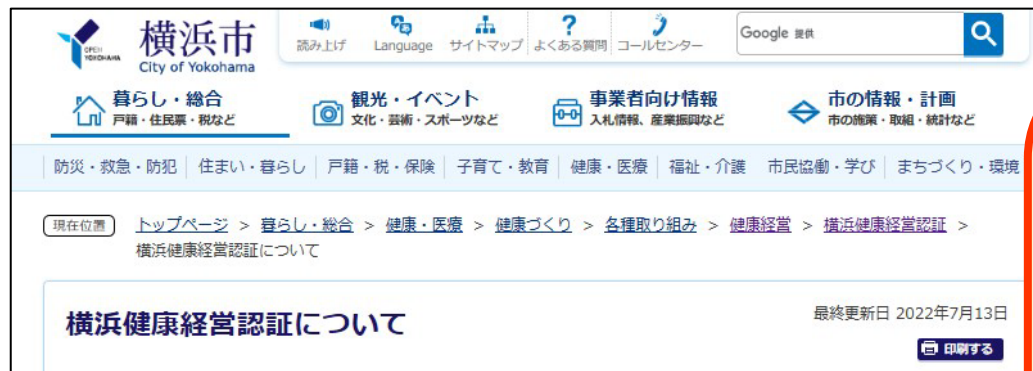 OPEN YOKOHAMA
横浜市
City of Yokohama
読み上げ Language サイトマップ よくある質問 コールセンター
Google 提供
暮らし・総合
戸籍・住民票・税など
観光・イベント
文化・芸術・スポーツなど
事業者向け情報
入札情報、産業振興など
市の情報・計画
市の施策・取組・統計など
防災・救急・防犯 住まい・暮らし 戸籍・税・保険 子育て・教育 健康・医療 福祉・介護 市民協働・学び まちづくり・環境
現在位置 トップページ > 暮らし・総合 > 健康・医療 > 健康づくり > 各種取り組み > 健康経営 > 横浜健康経営認証 >
横浜健康経営認証について
横浜健康経営認証について
最終更新日 2022年7月13日
印刷する